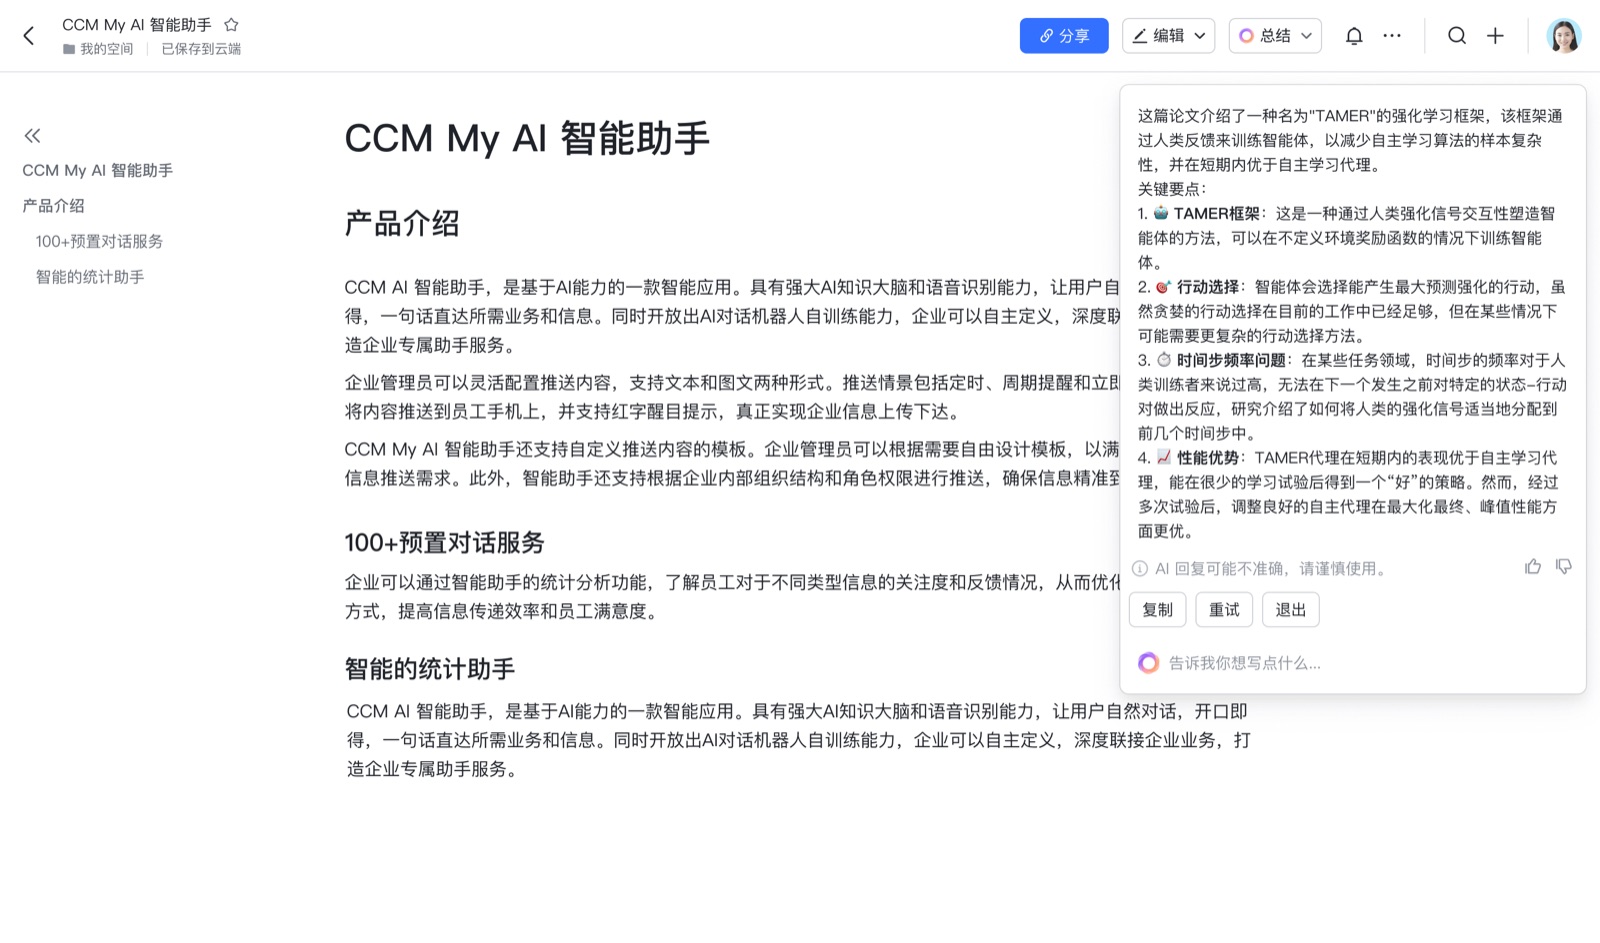 CCM My AI 智能助手
我的空间
已保存到云端
分享
编辑
总结
CCM My AI 智能助手
产品介绍
100+预置对话服务
智能的统计助手
CCM My AI 智能助手
产品介绍
CCM AI 智能助手，是基于AI能力的一款智能应用。具有强大AI知识大脑和语音识别能力，让用户自
得，一句话直达所需业务和信息。同时开放出AI对话机器人自训练能力，企业可以自主定义，深度联
造企业专属助手服务。
企业管理员可以灵活配置推送内容，支持文本和图文两种形式。推送情景包括定时、周期提醒和立即
将内容推送到员工手机上，并支持红字醒目提示，真正实现企业信息上传下达。
CCM My AI 智能助手还支持自定义推送内容的模板。企业管理员可以根据需要自由设计模板，以满
信息推送需求。此外，智能助手还支持根据企业内部组织结构和角色权限进行推送，确保信息精准到
100+预置对话服务
企业可以通过智能助手的统计分析功能，了解员工对于不同类型信息的关注度和反馈情况，从而优化
方式，提高信息传递效率和员工满意度。
智能的统计助手
CCM AI 智能助手，是基于AI能力的一款智能应用。具有强大AI知识大脑和语音识别能力，让用户自然对话，开口即
得，一句话直达所需业务和信息。同时开放出AI对话机器人自训练能力，企业可以自主定义，深度联接企业业务，打
造企业专属助手服务。
这篇论文介绍了一种名为"TAMER"的强化学习框架，该框架通
过人类反馈来训练智能体，以减少自主学习算法的样本复杂
性，并在短期内优于自主学习代理。
关键要点：
1. 🤖 TAMER框架：这是一种通过人类强化信号交互性塑造智
能体的方法，可以在不定义环境奖励函数的情况下训练智能
体。
2. 🎯 行动选择：智能体会选择能产生最大预测强化的行动，虽
然贪婪的行动选择在目前的工作中已经足够，但在某些情况下
可能需要更复杂的行动选择方法。
3. ⏱ 时间步频率问题：在某些任务领域，时间步的频率对于人
类训练者来说过高，无法在下一个发生之前对特定的状态-行动
对做出反应，研究介绍了如何将人类的强化信号适当地分配到
前几个时间步中。
4. 📈 性能优势：TAMER代理在短期内的表现优于自主学习代
理，能在很少的学习试验后得到一个“好”的策略。然而，经过
多次试验后，调整良好的自主代理在最大化最终、峰值性能方
面更优。
AI 回复可能不准确，请谨慎使用。
复制
重试
退出
告诉我你想写点什么...